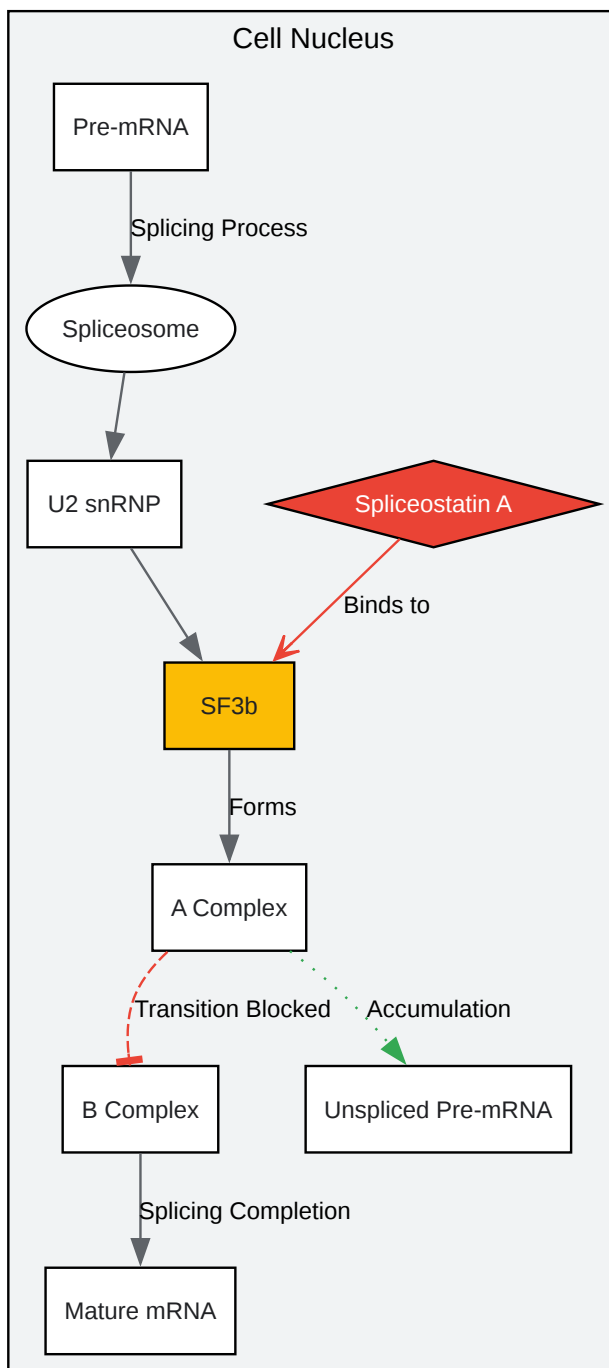 Cell Nucleus
Pre-mRNA
Splicing Process
Spliceosome
U2 snRNP
Spliceostatin A
Binds to
SF3b
Forms
A Complex
Transition Blocked
Accumulation
B Complex
Unspliced Pre-mRNA
Splicing Completion
Mature mRNA